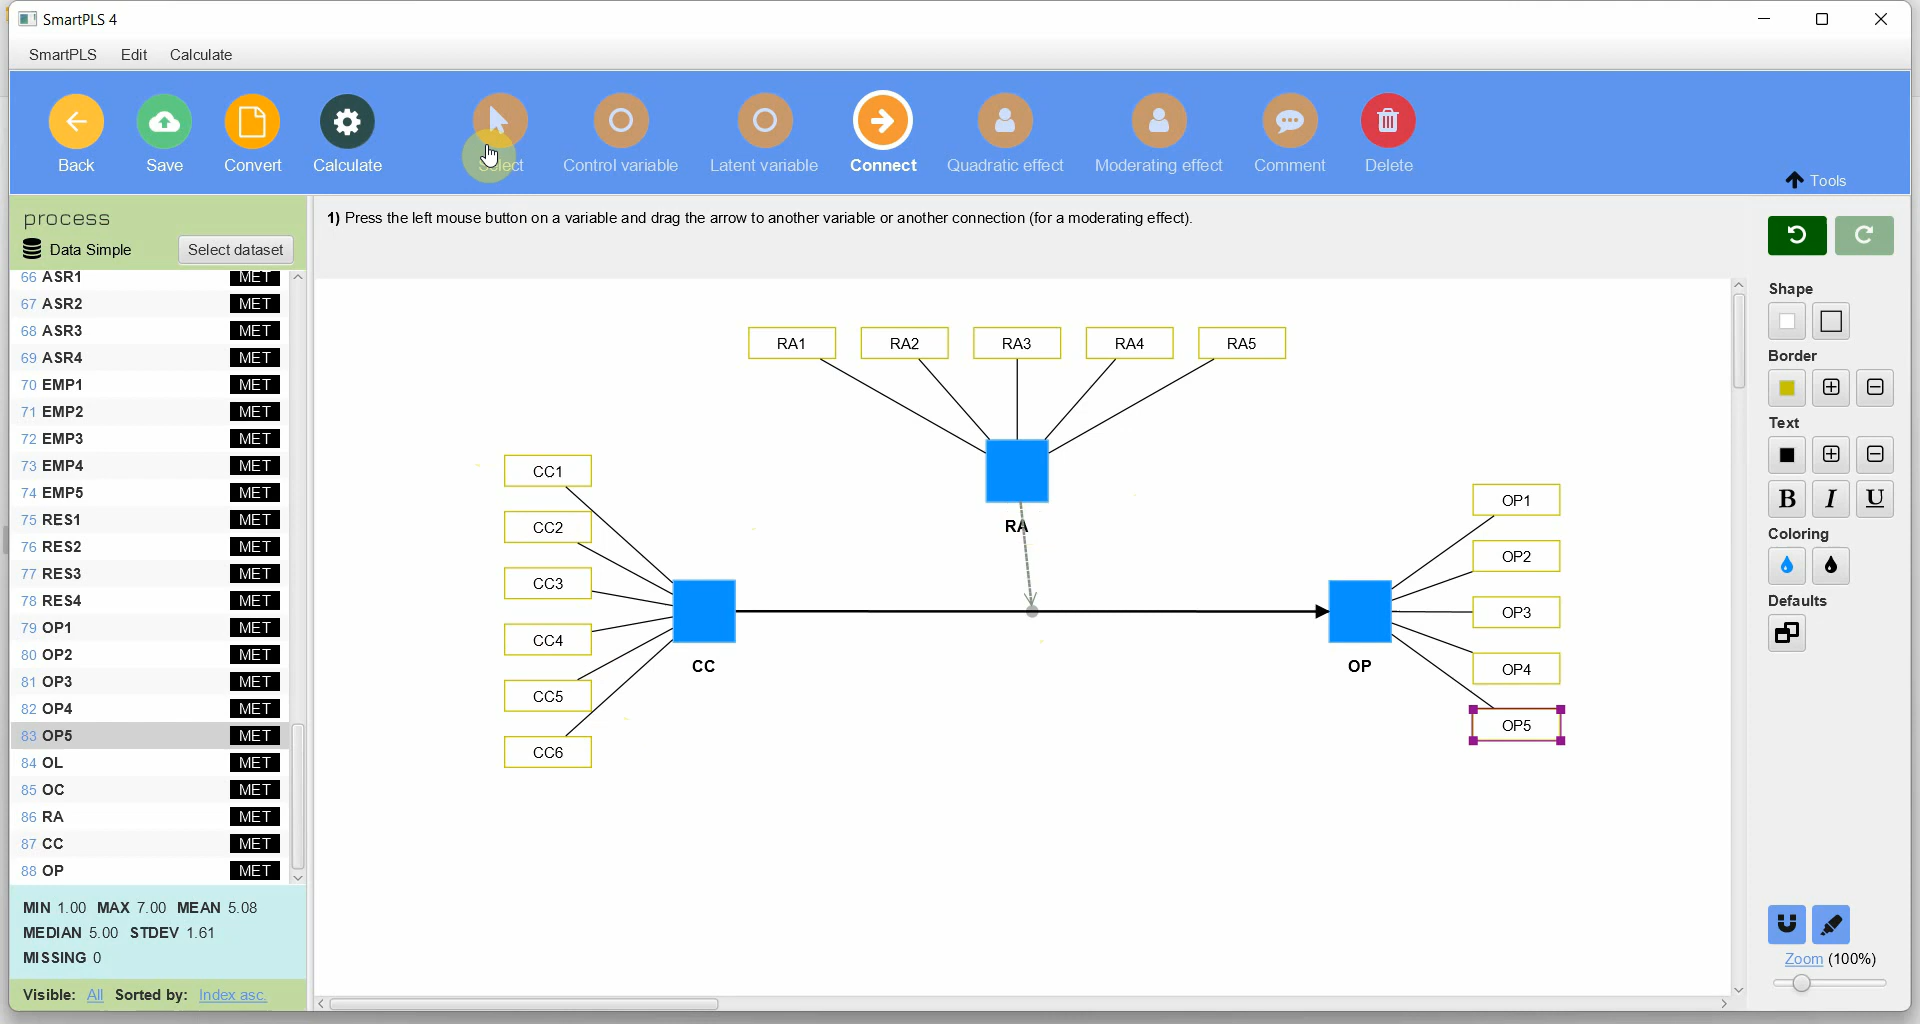 SmartPLS 4
SmartPLS Edit Calculate
Back Save Convert Calculate Select Control variable Latent variable Connect Quadratic effect Moderating effect Comment Delete
Tools
process
Data Simple Select dataset
1) Press the left mouse button on a variable and drag the arrow to another variable or another connection (for a moderating effect).
66 ASR1 MET
67 ASR2 MET
68 ASR3 MET
69 ASR4 MET
70 EMP1 MET
71 EMP2 MET
72 EMP3 MET
73 EMP4 MET
74 EMP5 MET
75 RES1 MET
76 RES2 MET
77 RES3 MET
78 RES4 MET
79 OP1 MET
80 OP2 MET
81 OP3 MET
82 OP4 MET
83 OP5 MET
84 OL MET
85 OC MET
86 RA MET
87 CC MET
88 OP MET
MIN 1.00 MAX 7.00 MEAN 5.08
MEDIAN 5.00 STDEV 1.61
MISSING 0
Visible: All Sorted by: Index asc.
RA1 RA2 RA3 RA4 RA5
RA
CC1
CC2
CC3
CC4
CC5
CC6
CC
OP
OP1
OP2
OP3
OP4
OP5
Shape
Border
Text
B I U
Coloring
Defaults
Zoom (100%)